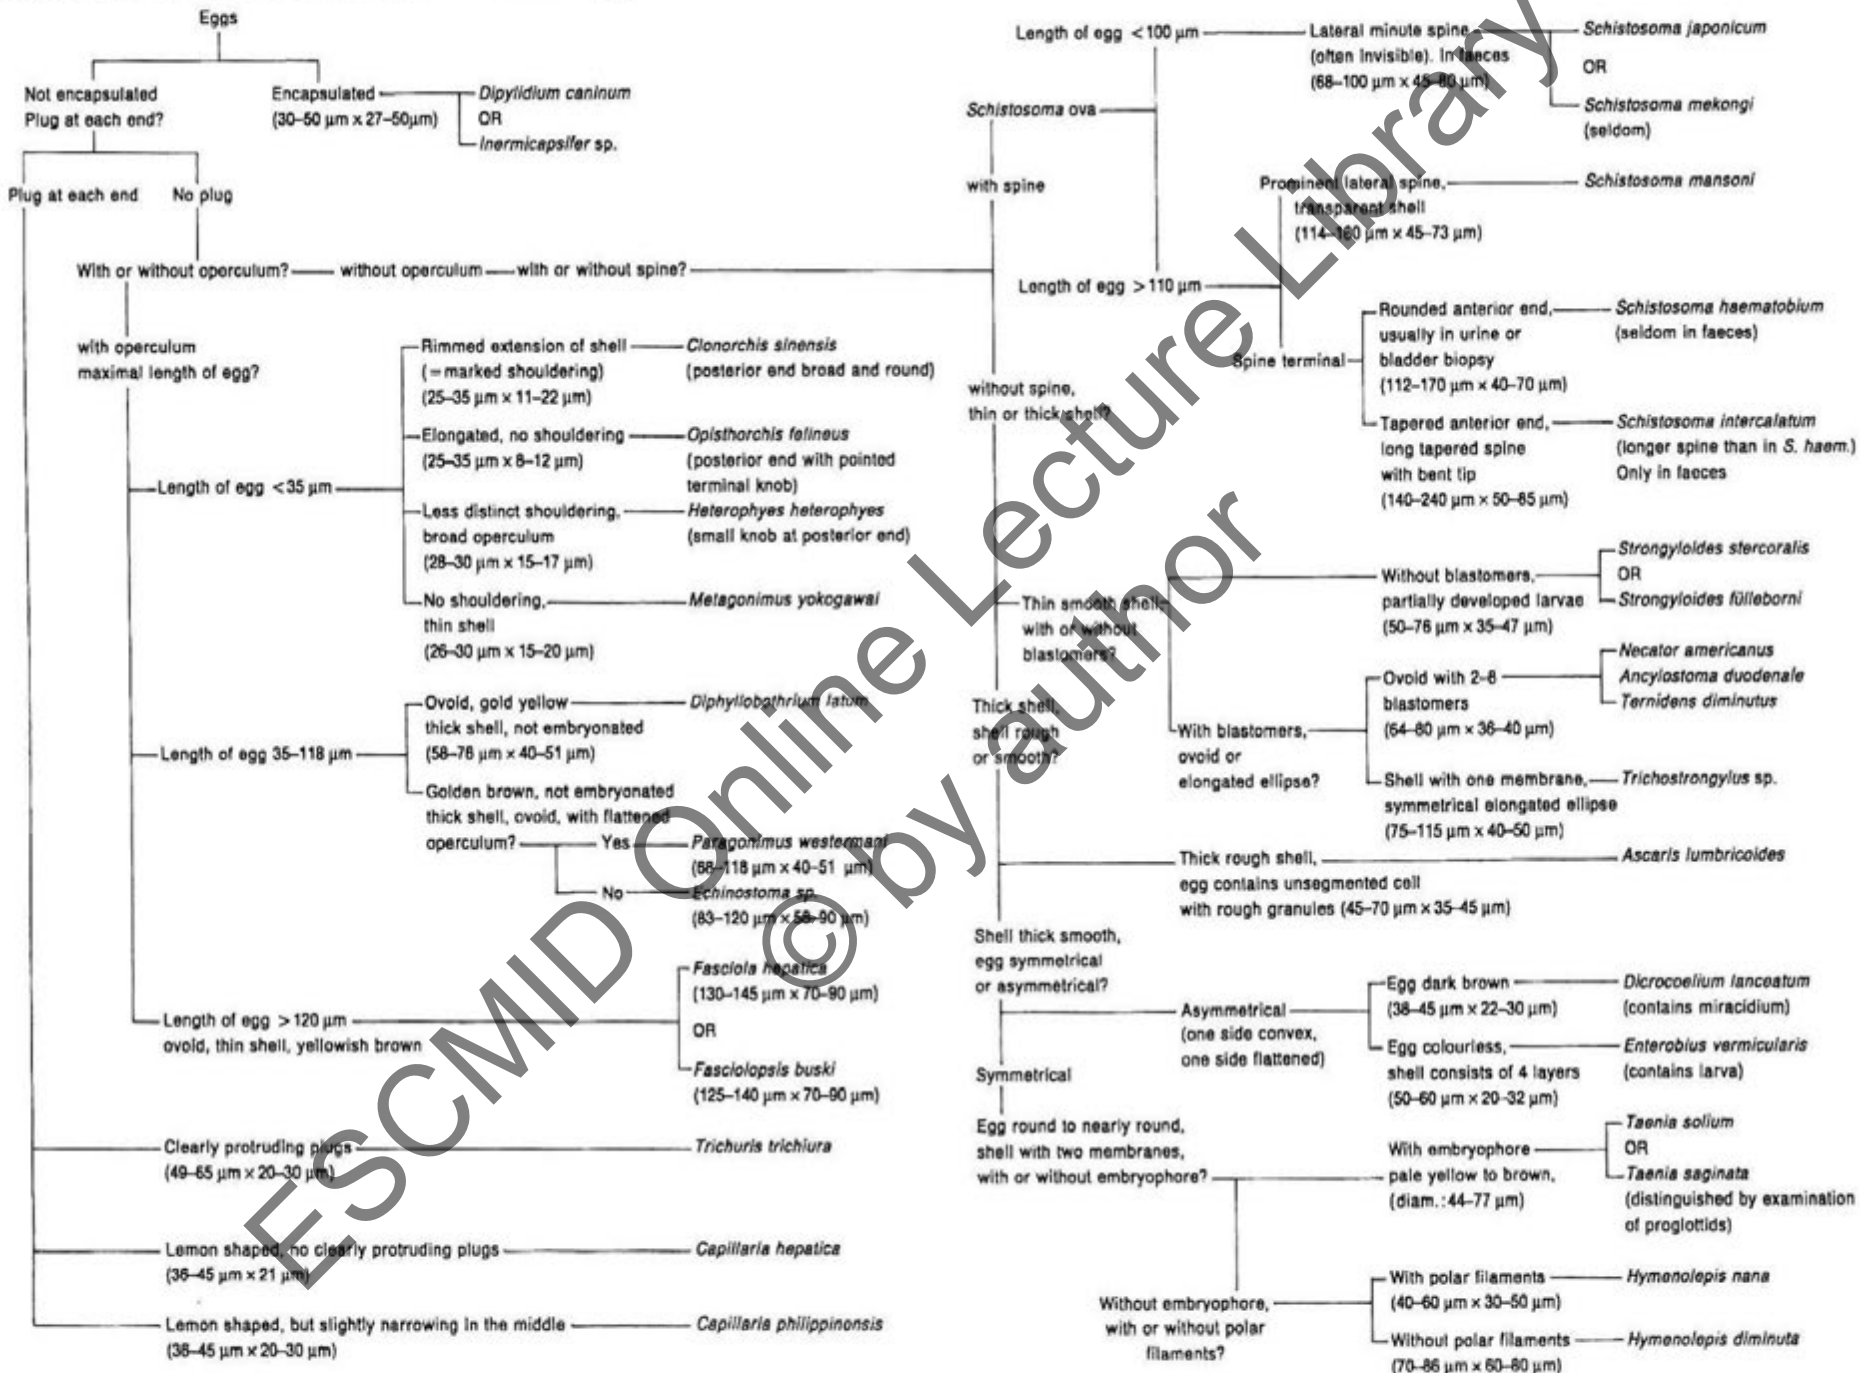 Eggs
Not encapsulated
Plug at each end?
Encapsulated
(30–50 µm x 27–50µm)
Dipylidium caninum
OR
Inermicapsifer sp.
Plug at each end
No plug
With or without operculum?
without operculum
with or without spine?
with operculum
maximal length of egg?
Length of egg <35 µm
Rimmed extension of shell
(=marked shouldering)
(25–35 µm x 11–22 µm)
Clonorchis sinensis
(posterior end broad and round)
Elongated, no shouldering
(25–35 µm x 8–12 µm)
Opisthorchis felineus
(posterior end with pointed
terminal knob)
Less distinct shouldering,
broad operculum
(28–30 µm x 15–17 µm)
Heterophyes heterophyes
(small knob at posterior end)
No shouldering,
thin shell
(26–30 µm x 15–20 µm)
Metagonimus yokogawai
Length of egg 35–118 µm
Ovoid, gold yellow
thick shell, not embryonated
(58–76 µm x 40–51 µm)
Diphyllobothrium latum
Golden brown, not embryonated
thick shell, ovoid, with flattened
operculum?
Yes
Paragonimus westermani
(68–118 µm x 40–51 µm)
No
Echinostoma sp.
(83–120 µm x 58–90 µm)
Length of egg >120 µm
ovoid, thin shell, yellowish brown
Fasciola hepatica
(130–145 µm x 70–90 µm)
OR
Fasciolopsis buski
(125–140 µm x 70–90 µm)
Clearly protruding plugs
(49–65 µm x 20–30 µm)
Trichuris trichiura
Lemon shaped, no clearly protruding plugs
(36–45 µm x 21 µm)
Capillaria hepatica
Lemon shaped, but slightly narrowing in the middle
(36–45 µm x 20–30 µm)
Capillaria philippinensis
Schistosoma ova
with spine
Length of egg <100 µm
Lateral minute spine
(often invisible). In faeces
(68–100 µm x 45–80 µm)
Schistosoma japonicum
OR
Schistosoma mekongi
(seldom)
Length of egg >110 µm
Prominent lateral spine,
transparent shell
(114–180 µm x 45–73 µm)
Schistosoma mansoni
Spine terminal
Rounded anterior end,
usually in urine or
bladder biopsy
(112–170 µm x 40–70 µm)
Schistosoma haematobium
(seldom in faeces)
Tapered anterior end,
long tapered spine
with bent tip
(140–240 µm x 50–85 µm)
Schistosoma intercalatum
(longer spine than in S. haem.)
Only in faeces
without spine,
thin or thick shell?
Thin smooth shell,
with or without
blastomers?
Without blastomers,
partially developed larvae
(50–76 µm x 35–47 µm)
Strongyloides stercoralis
OR
Strongyloides fülleborni
With blastomers,
ovoid or
elongated ellipse?
Ovoid with 2–8
blastomers
(54–80 µm x 36–40 µm)
Necator americanus
Ancylostoma duodenale
Ternidens diminutus
Shell with one membrane,
symmetrical elongated ellipse
(75–115 µm x 40–50 µm)
Trichostrongylus sp.
Thick shell,
shell rough
or smooth?
Thick rough shell,
egg contains unsegmented cell
with rough granules (45–70 µm x 35–45 µm)
Ascaris lumbricoides
Shell thick smooth,
egg symmetrical
or asymmetrical?
Asymmetrical
(one side convex,
one side flattened)
Egg dark brown
(38–45 µm x 22–30 µm)
Dicrocoelium lanceatum
(contains miracidium)
Egg colourless,
shell consists of 4 layers
(50–60 µm x 20–32 µm)
Enterobius vermicularis
(contains larva)
Symmetrical
Egg round to nearly round,
shell with two membranes,
with or without embryophore?
With embryophore
pale yellow to brown,
(diam.:44–77 µm)
Taenia solium
OR
Taenia saginata
(distinguished by examination
of proglottids)
Without embryophore,
with or without polar
filaments?
With polar filaments
(40–60 µm x 30–50 µm)
Hymenolepis nana
Without polar filaments
(70–86 µm x 60–80 µm)
Hymenolepis diminuta
ESCMID Online Lecture Library
© by author